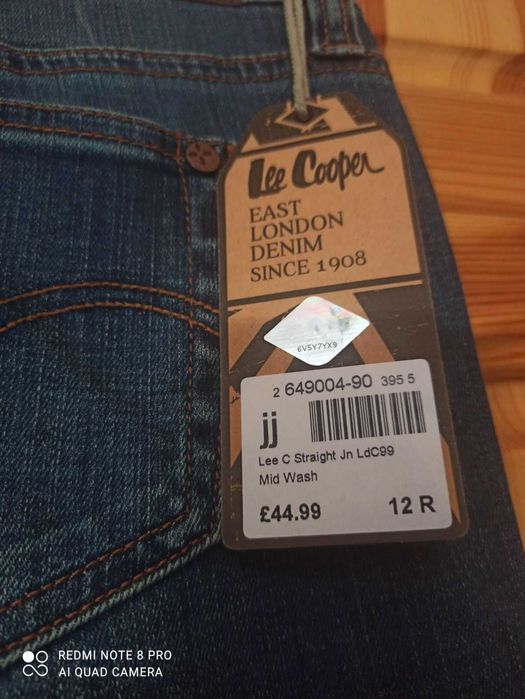 Lee Cooper
EAST
LONDON
DENIM
SINCE 1908
6V5Y7YX9
2 649004-90 395 5
jj
Lee C Straight Jn LdC99
Mid Wash
£44.99 12 R
REDMI NOTE 8 PRO
AI QUAD CAMERA